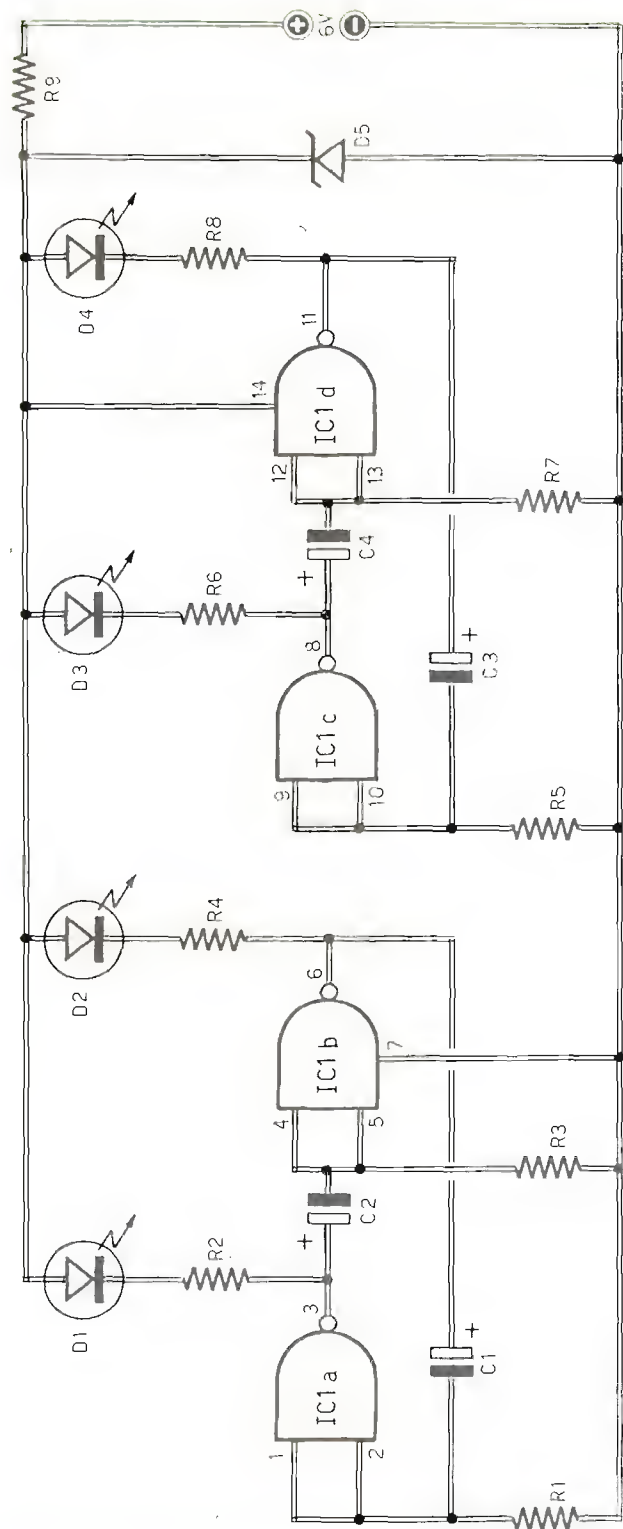 R9
+
6V
−
D5
D4
R8
11
14
IC1d
12
13
R7
C4
+
D3
R6
8
IC1c
9
10
C3
+
R5
D2
R4
6
IC1b
7
4
5
R3
C2
+
D1
R2
3
IC1a
1
2
C1
+
R1